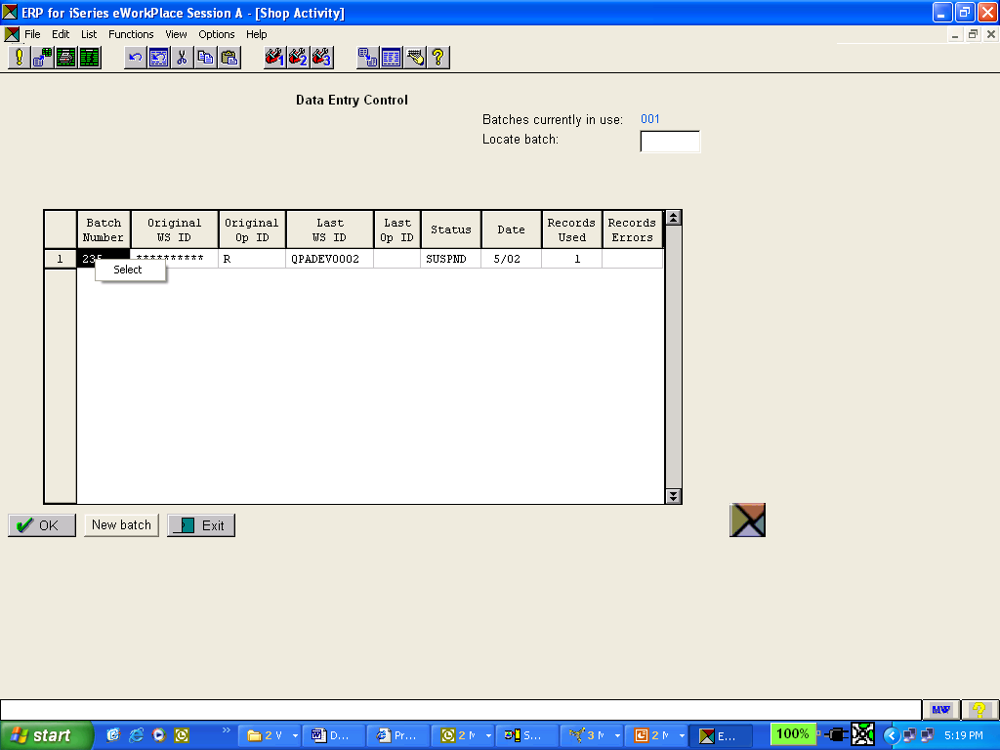 ERP for iSeries eWorkPlace Session A - [Shop Activity]
File Edit List Functions View Options Help
1 2 3
Data Entry Control
Batches currently in use: 001
Locate batch:
Batch Number Original WS ID Original Op ID Last WS ID Last Op ID Status Date Records Used Records Errors
1 235 ********** R QPADEV0002 SUSPND 5/02 1
Select
OK New batch Exit
MW
start 2 D... Pr... 2 S... 3 2 E... 100% 5:19 PM